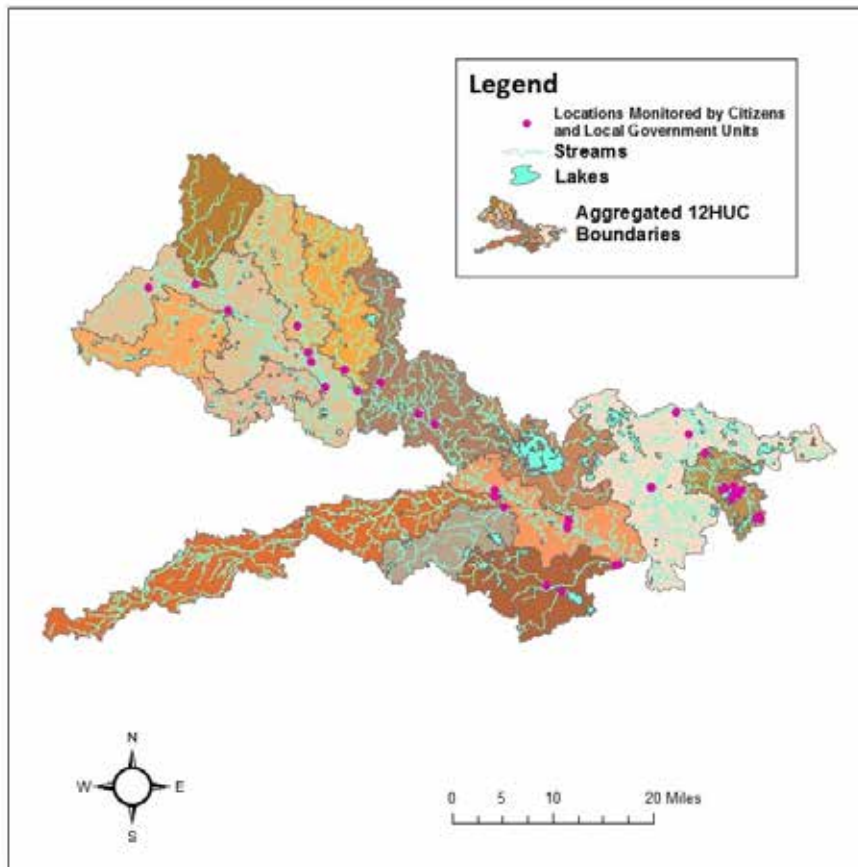 Legend
Locations Monitored by Citizens
and Local Government Units
Streams
Lakes
Aggregated 12HUC
Boundaries
N
W E
S
0 5 10 20 Miles